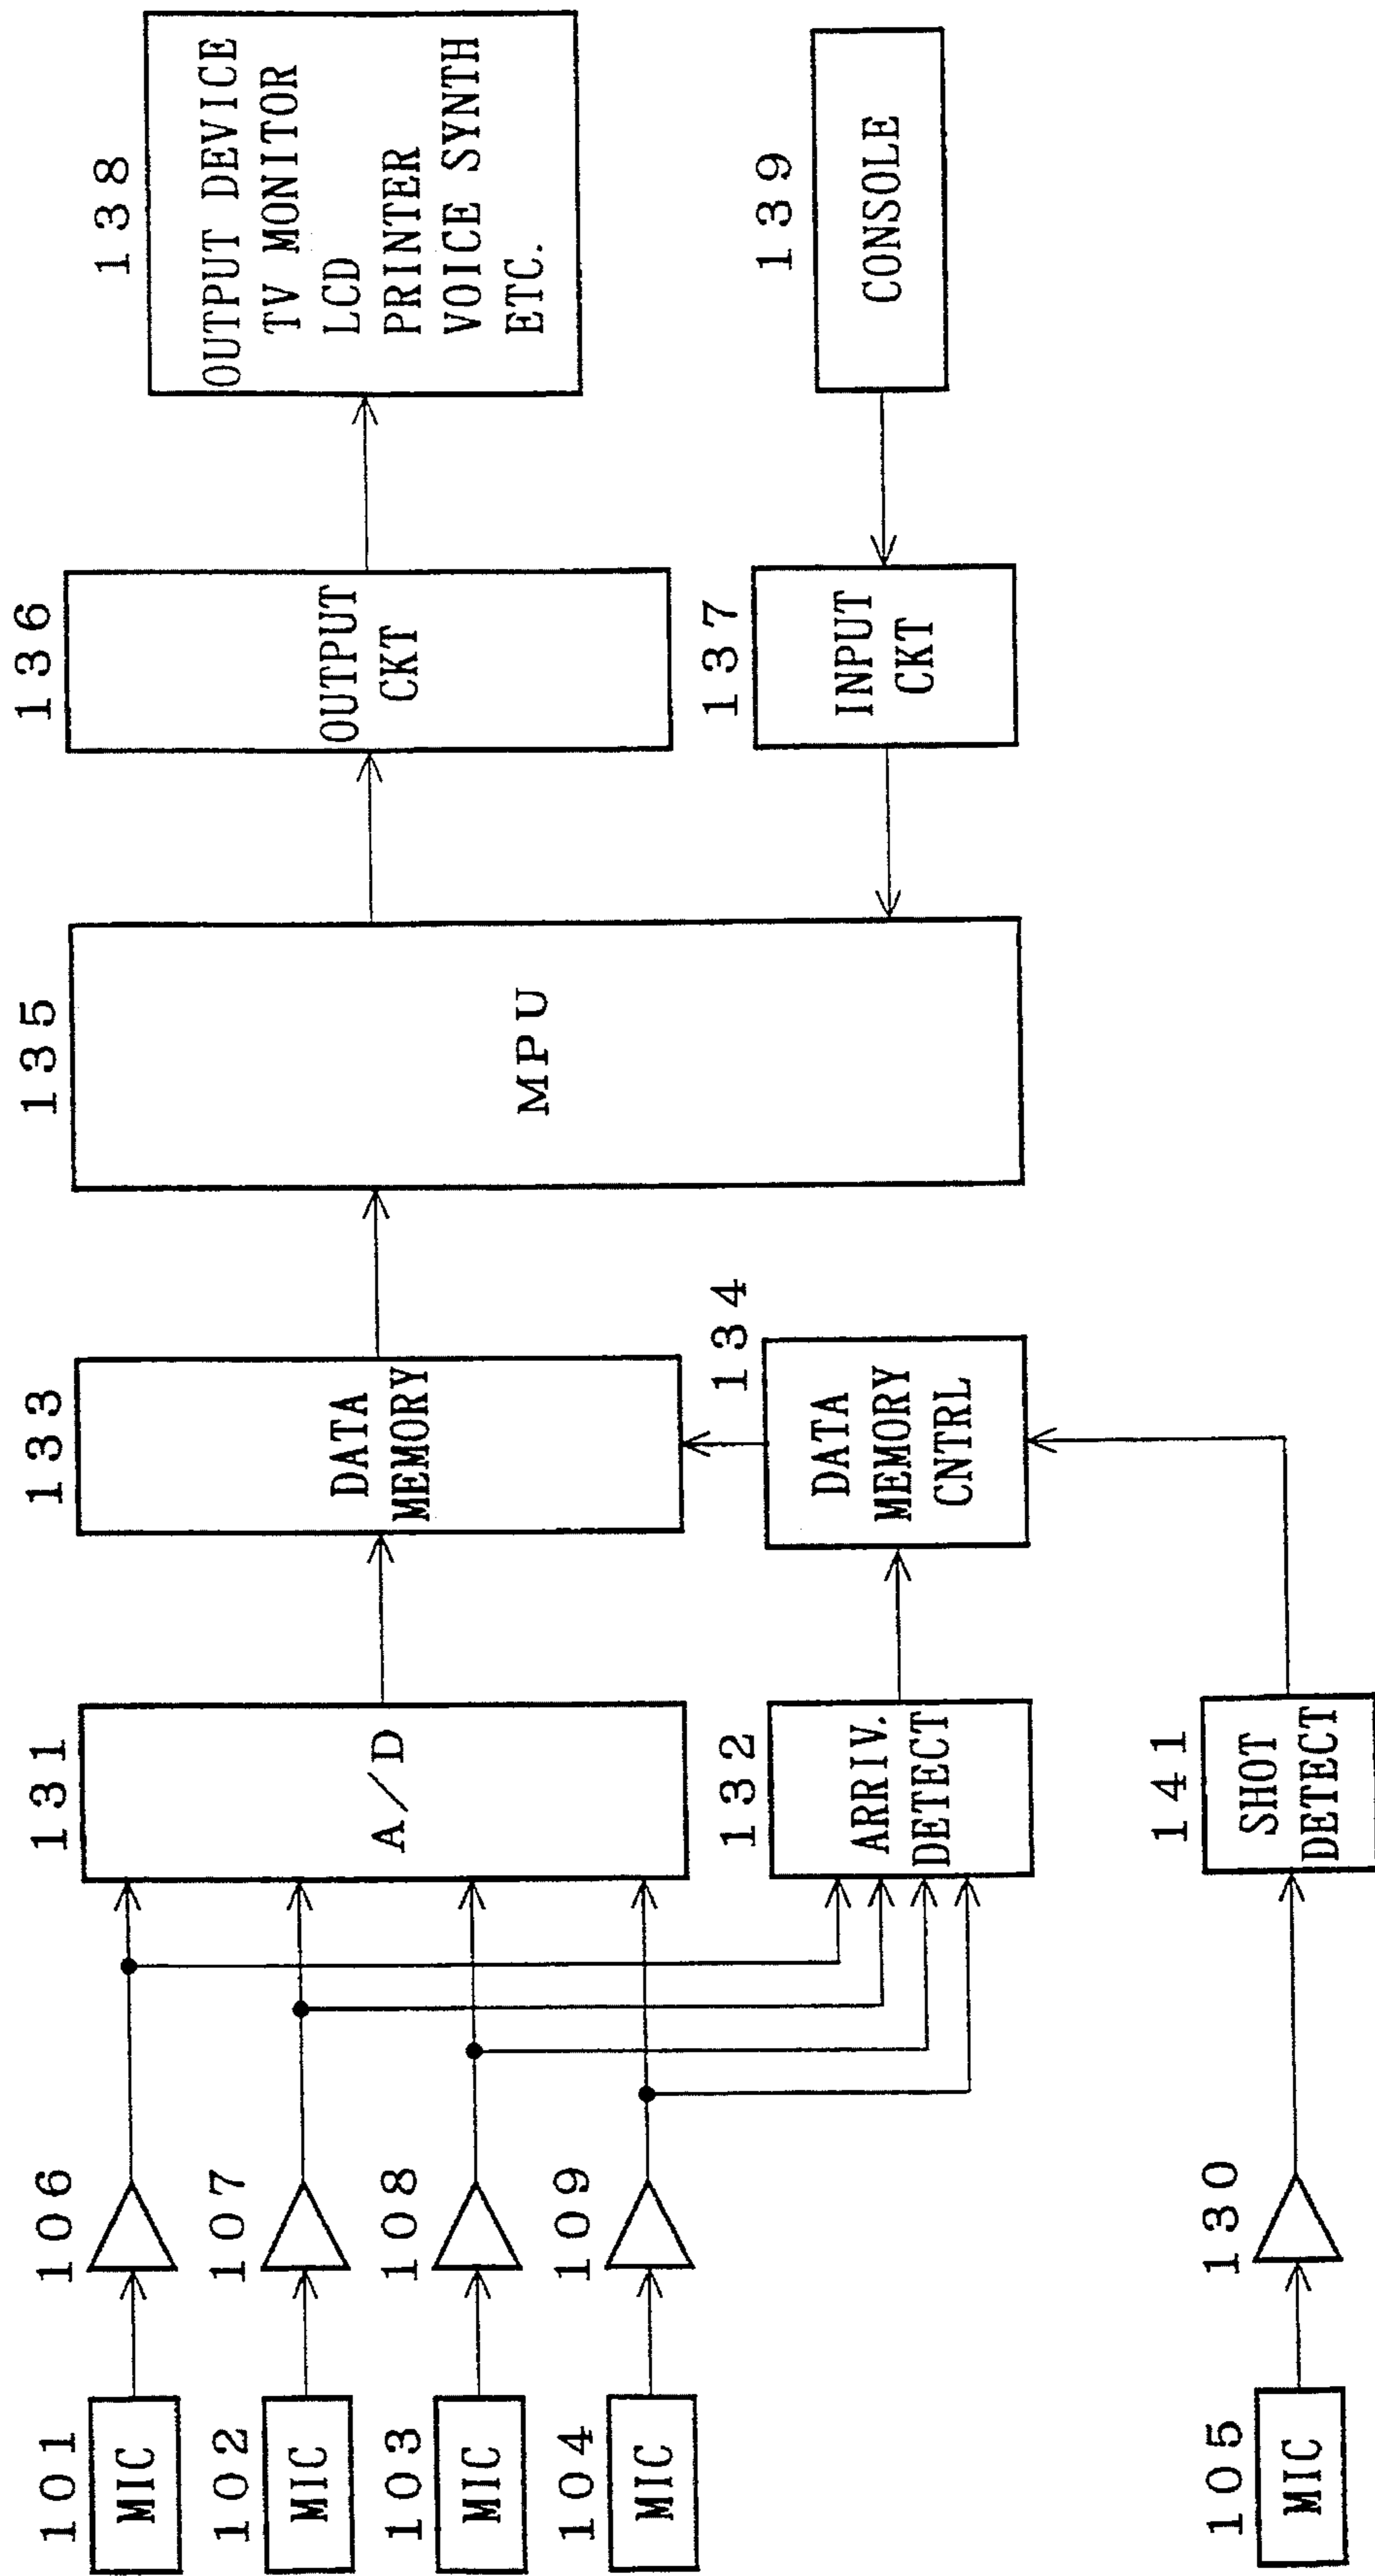 101
MIC
102
MIC
103
MIC
104
MIC
105
MIC
106
107
108
109
130
131
A/D
132
ARRIV.
DETECT
141
SHOT
DETECT
133
DATA
MEMORY
134
DATA
MEMORY
CNTRL
135
MPU
136
OUTPUT
CKT
137
INPUT
CKT
138
OUTPUT DEVICE
TV MONITOR
LCD
PRINTER
VOICE SYNTH
ETC.
139
CONSOLE